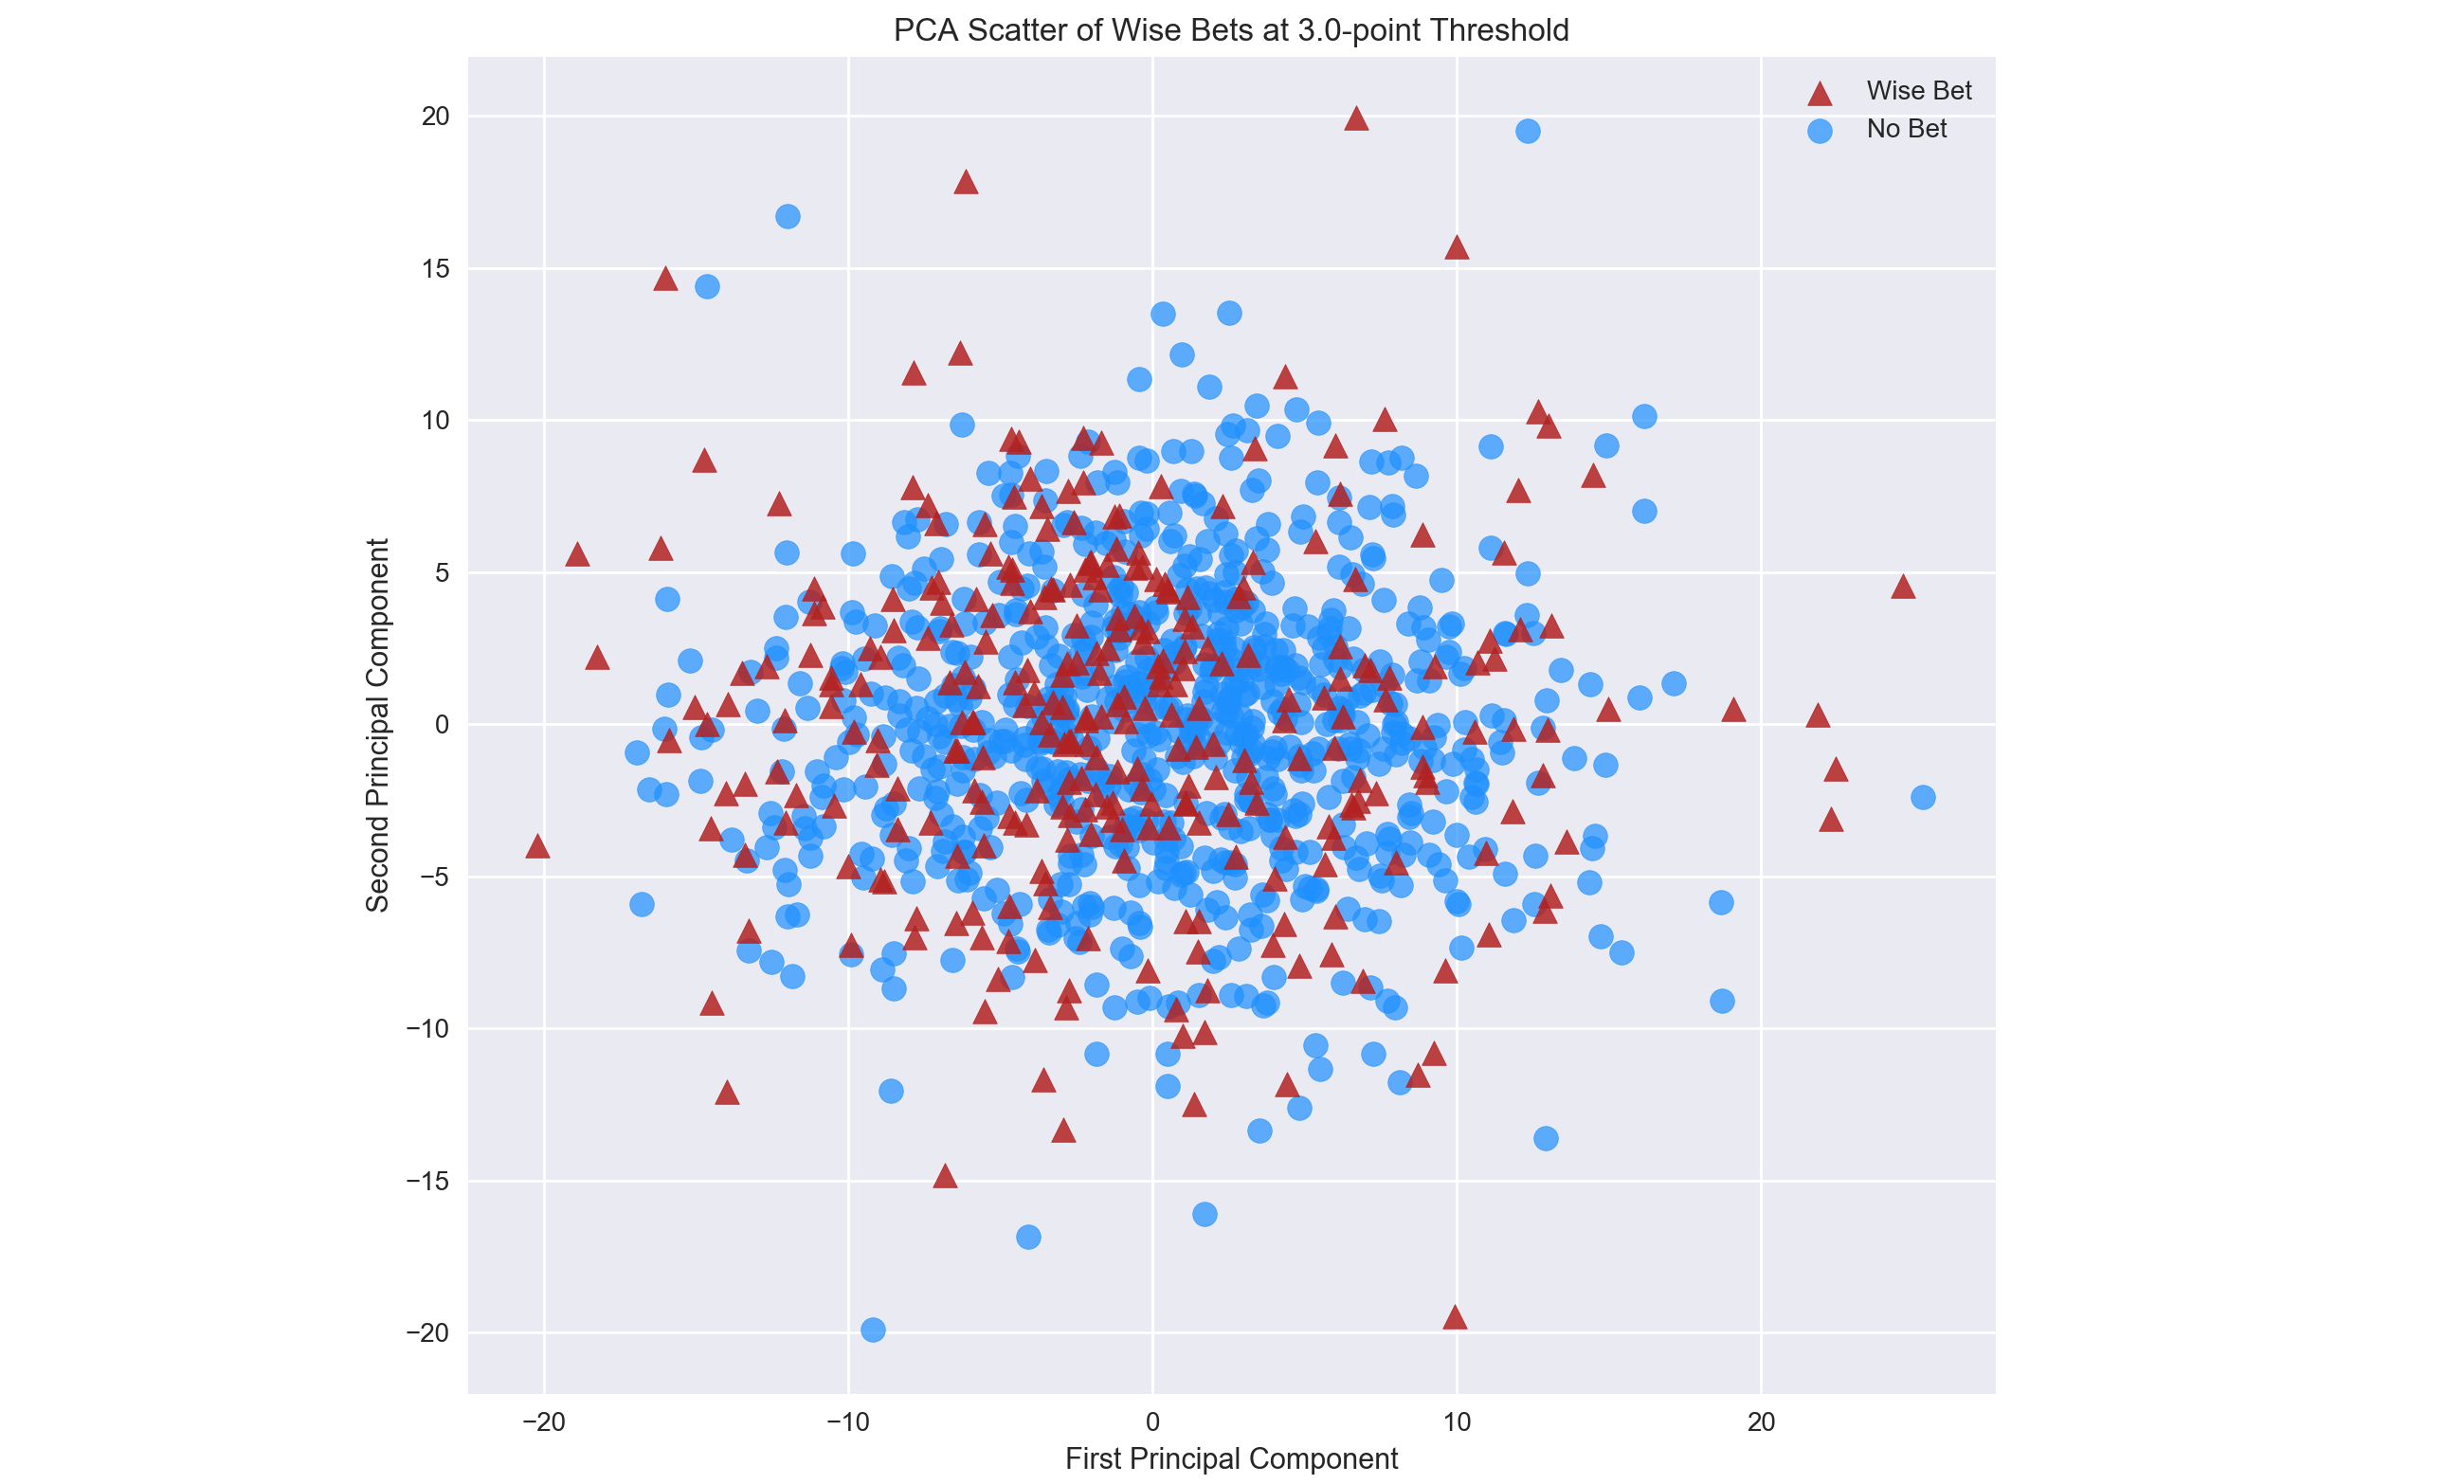 PCA Scatter of Wise Bets at 3.0-point Threshold
Wise Bet
No Bet
20
15
10
5
0
−5
−10
−15
−20
Second Principal Component
−20
−10
0
10
20
First Principal Component